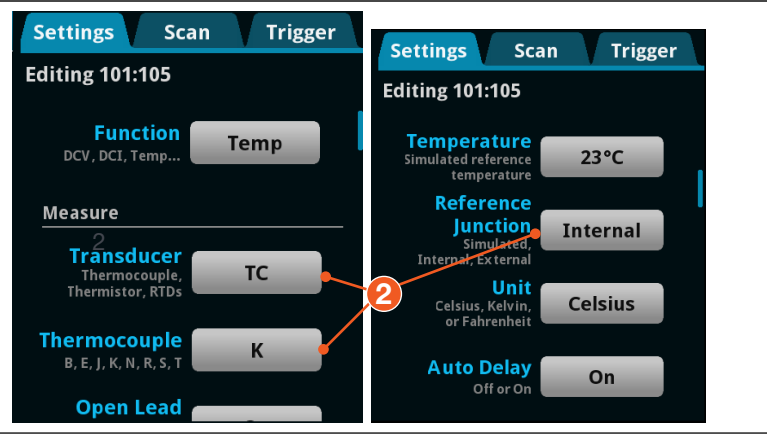 Settings Scan Trigger
Editing 101:105
Function
DCV, DCI, Temp...
Temp
Measure
2
Transducer
Thermocouple,
Thermistor, RTDs
TC
Thermocouple
B, E, J, K, N, R, S, T
K
Open Lead
2
Settings Scan Trigger
Editing 101:105
Temperature
Simulated reference
temperature
23°C
Reference
Junction
Simulated,
Internal, External
Internal
Unit
Celsius, Kelvin,
or Fahrenheit
Celsius
Auto Delay
Off or On
On